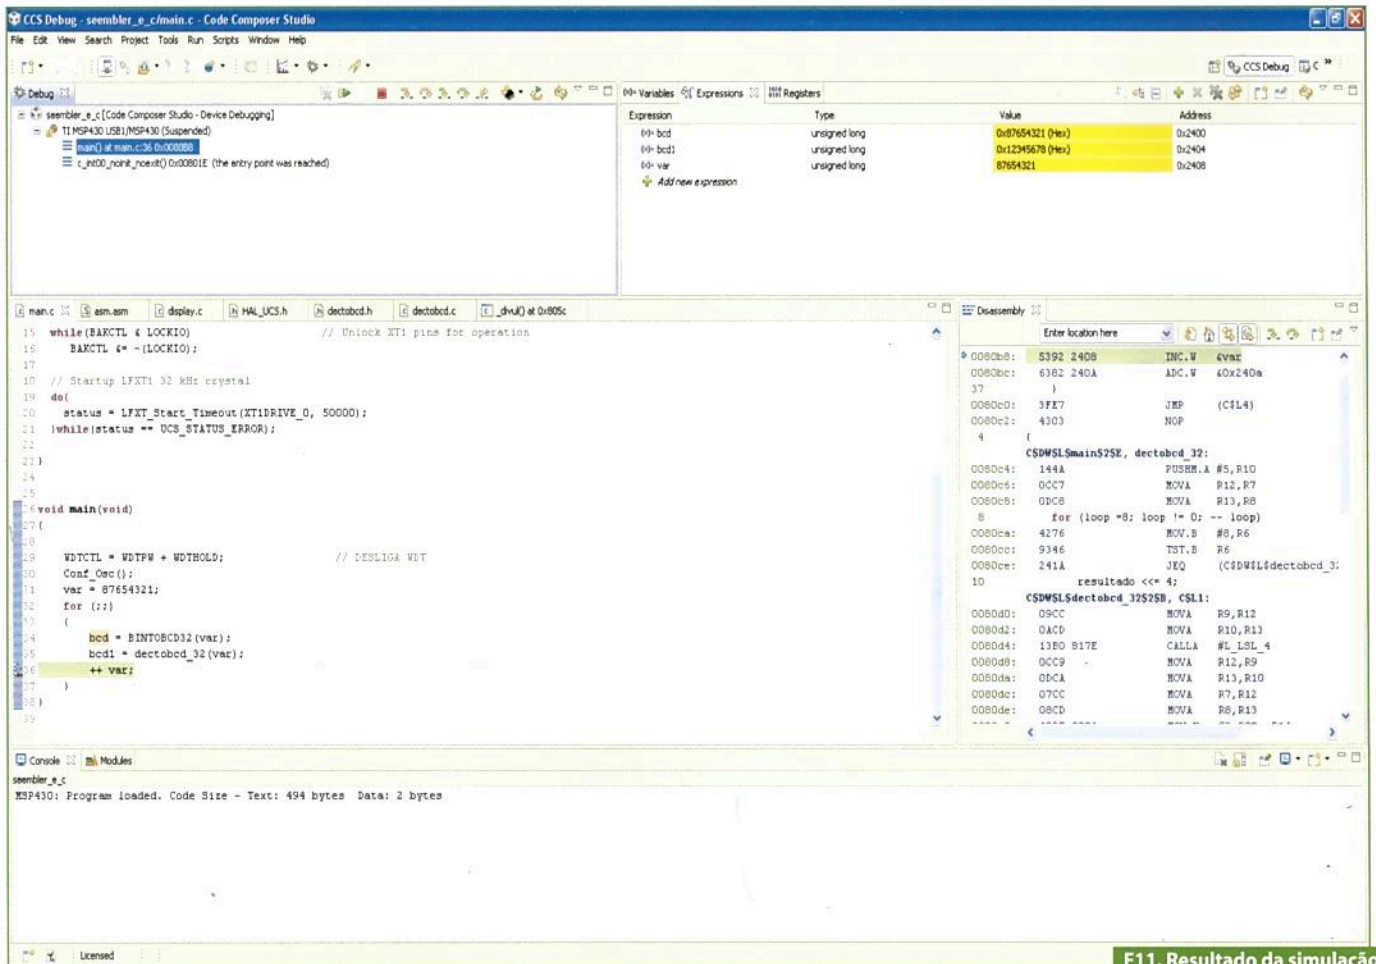 CCS Debug - seembler_e_c/main.c - Code Composer Studio
File Edit View Search Project Tools Run Scripts Window Help
CCS Debug C »
Debug
seembler_e_c [Code Composer Studio - Device Debugging]
TI MSP430 USB1/MSP430 (Suspended)
main() at main.c:36 0x0080B8
c_int00_noinit_noexit() 0x00801E (the entry point was reached)
(x)= Variables Expressions Registers
Expression Type Value Address
(x)= bcd unsigned long 0x87654321 (Hex) 0x2400
(x)= bcd1 unsigned long 0x12345678 (Hex) 0x2404
(x)= var unsigned long 87654321 0x2408
Add new expression
main.c asm.asm display.c HAL_UCS.h dectobcd.h dectobcd.c _divul() at 0x805c
15 while(BAKCTL & LOCKIO) // Unlock XT1 pins for operation
16 BAKCTL &= ~(LOCKIO);
17
18 // Startup LFXT1 32 kHz crystal
19 do{
20 status = LFXT_Start_Timeout(XT1DRIVE_0, 50000);
21 }while(status == UCS_STATUS_ERROR);
22
23 }
24
25
26 void main(void)
27 {
28
29 WDTCTL = WDTPW + WDTHOLD; // DESLIGA WDT
30 Conf_Osc();
31 var = 87654321;
32 for (;;)
33 {
34 bcd = BINTOBCD32(var);
35 bcd1 = dectobcd_32(var);
36 ++ var;
37 }
38 }
39
Disassembly
Enter location here
0080b8: 5392 2408 INC.W &var
0080bc: 6382 240A ADC.W &0x240a
37 }
0080c0: 3FE7 JMP (C$L4)
0080c2: 4303 NOP
4 {
C$DW$L$main$2$E, dectobcd_32:
0080c4: 144A PUSHM.A #5,R10
0080c6: 0CC7 MOVA R12,R7
0080c8: 0DC8 MOVA R13,R8
8 for (loop =8; loop != 0; -- loop)
0080ca: 4276 MOV.B #8,R6
0080cc: 9346 TST.B R6
0080ce: 241A JEQ (C$DW$L$dectobcd_3
10 resultado <<= 4;
C$DW$L$dectobcd_32$2$B, C$L1:
0080d0: 09CC MOVA R9,R12
0080d2: 0ACD MOVA R10,R13
0080d4: 13B0 817E CALLA #L_LSL_4
0080d8: 0CC9 MOVA R12,R9
0080da: 0DCA MOVA R13,R10
0080dc: 07CC MOVA R7,R12
0080de: 08CD MOVA R8,R13
Console Modules
seembler_e_c
MSP430: Program loaded. Code Size - Text: 494 bytes Data: 2 bytes
Licensed
F11. Resultado da simulação